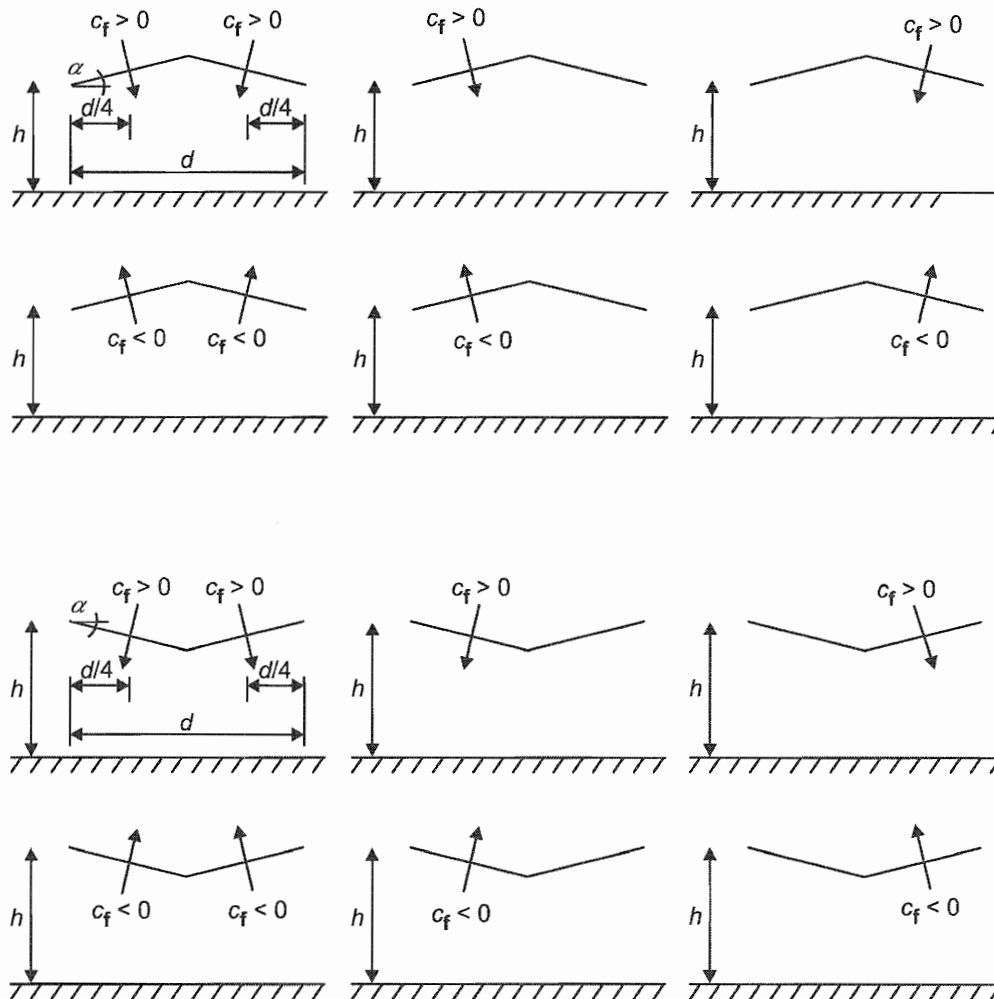 c_f > 0 c_f > 0 c_f > 0 c_f > 0
α
d/4 d/4
h h h
d
h h h
c_f < 0 c_f < 0 c_f < 0 c_f < 0
c_f > 0 c_f > 0 c_f > 0 c_f > 0
α
d/4 d/4
h h h
d
h h h
c_f < 0 c_f < 0 c_f < 0 c_f < 0